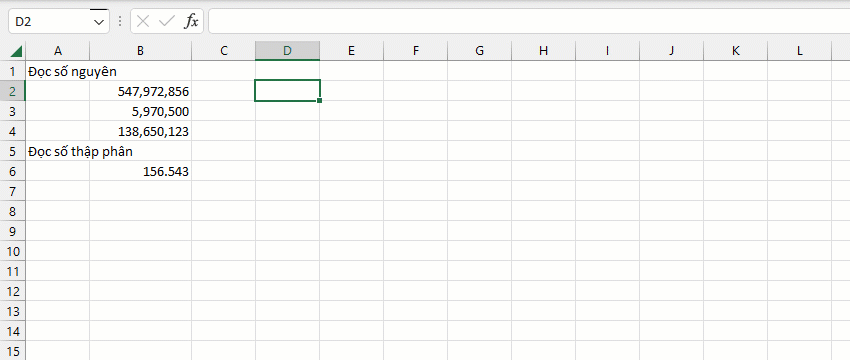 D2
fx
A B C D E F G H I J K L
1 Đọc số nguyên
2 547,972,856
3 5,970,500
4 138,650,123
5 Đọc số thập phân
6 156.543
7
8
9
10
11
12
13
14
15